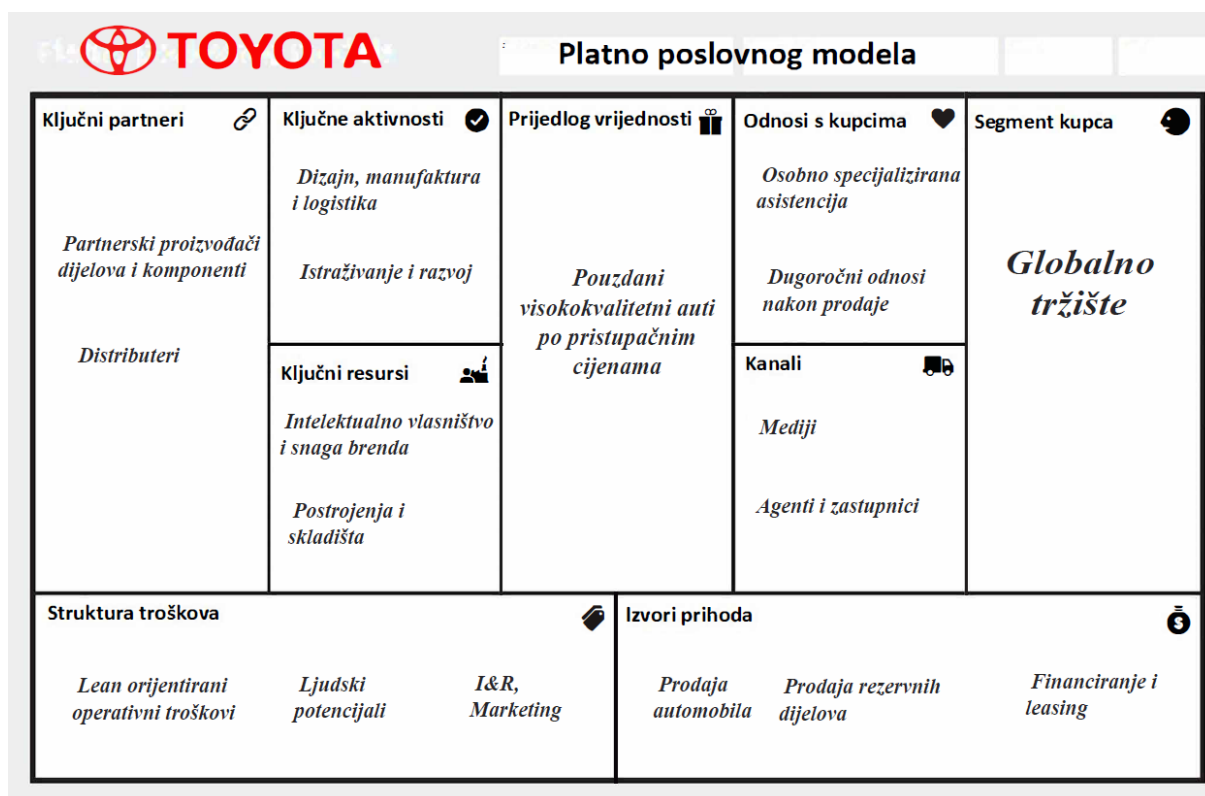 TOYOTA
Platno poslovnog modela
Ključni partneri
Partnerski proizvođači
dijelova i komponenti
Distributeri
Ključne aktivnosti
Dizajn, manufaktura
i logistika
Istraživanje i razvoj
Ključni resursi
Intelektualno vlasništvo
i snaga brenda
Postrojenja i
skladišta
Prijedlog vrijednosti
Pouzdani
visokokvalitetni auti
po pristupačnim
cijenama
Odnosi s kupcima
Osobno specijalizirana
asistencija
Dugoročni odnosi
nakon prodaje
Kanali
Mediji
Agenti i zastupnici
Segment kupca
Globalno
tržište
Struktura troškova
Lean orijentirani
operativni troškovi
Ljudski
potencijali
I&R,
Marketing
Izvori prihoda
Prodaja
automobila
Prodaja rezervnih
dijelova
Financiranje i
leasing